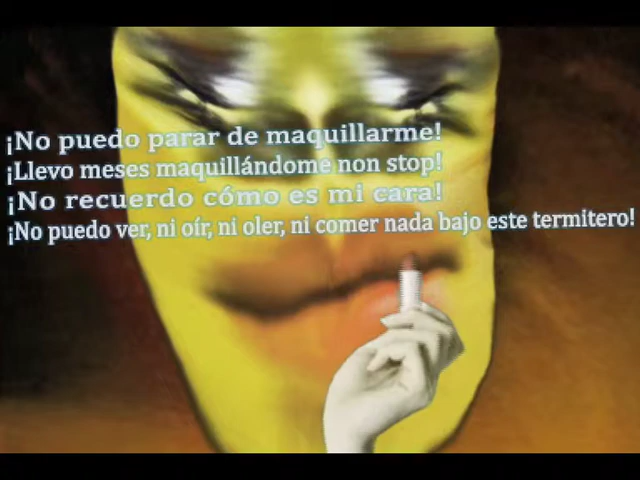 ¡No puedo parar de maquillarme!
¡Llevo meses maquillándome non stop!
¡No recuerdo cómo es mi cara!
¡No puedo ver, ni oír, ni oler, ni comer nada bajo este termitero!